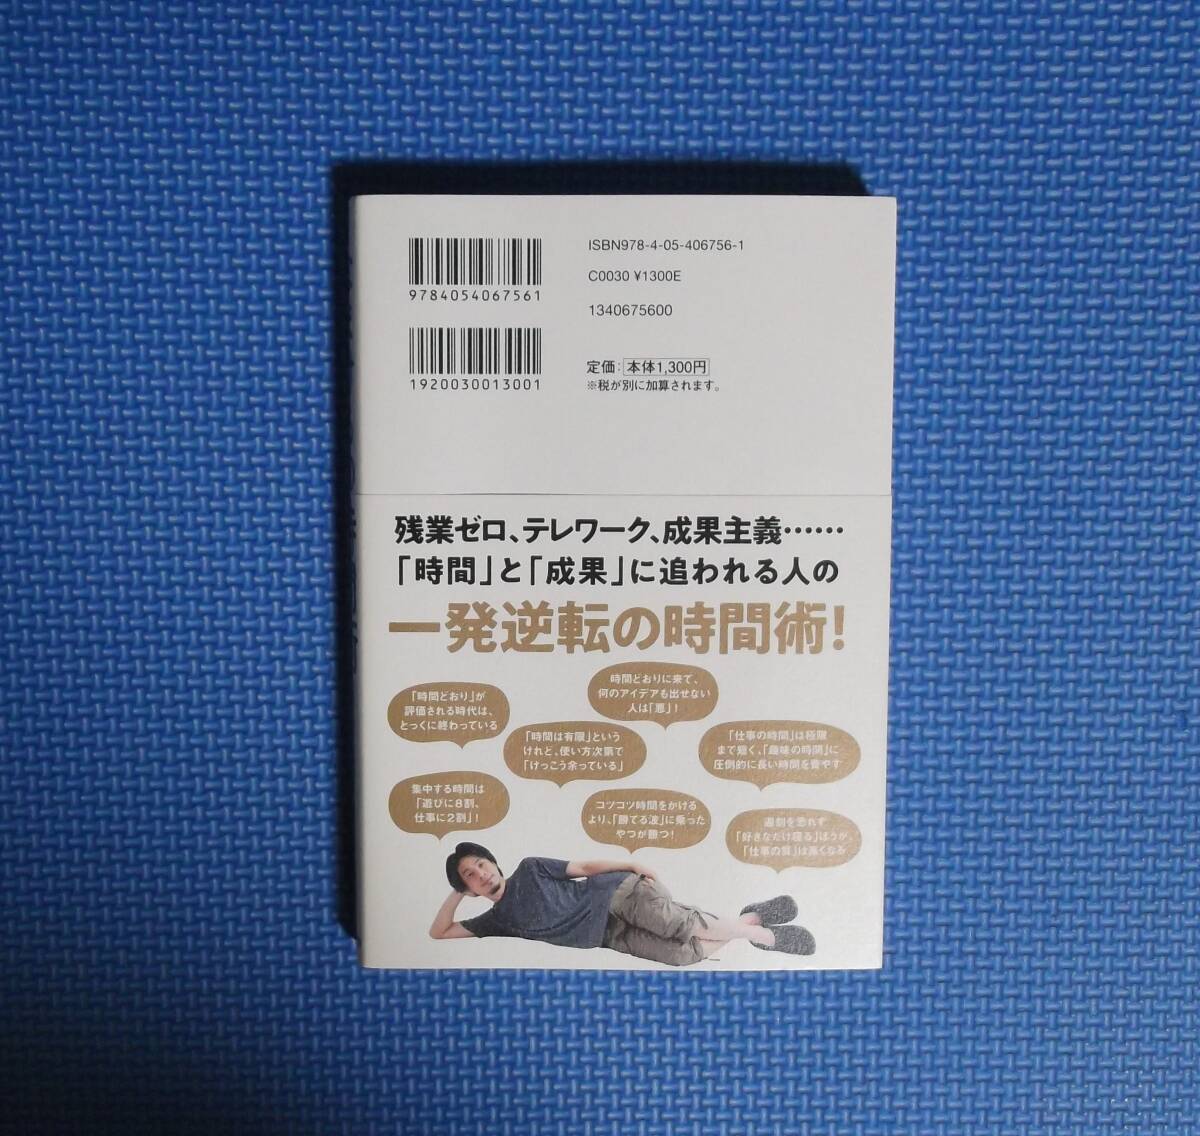 ISBN978-4-05-406756-1
C0030 ¥1300E
1340675600
9784054067561
1920030013001
定価：本体1,300円
※税が別に加算されます。
残業ゼロ、テレワーク、成果主義……
「時間」と「成果」に追われる人の
一発逆転の時間術！
「時間どおり」が
評価される時代は、
とっくに終わっている
時間どおりに来て、
何のアイデアも出せない
人は「悪」！
「時間は有限」という
けれど、使い方次第で
「けっこう余っている」
「仕事の時間」は極限
まで短く、「趣味の時間」に
圧倒的に長い時間を費やす
集中する時間は
「遊びに8割、
仕事に2割」！
コツコツ時間をかける
より、「勝てる波」に乗った
やつが勝つ！
遅刻を恐れず
「好きなだけ寝る」ほうが、
「仕事の質」は高くなる